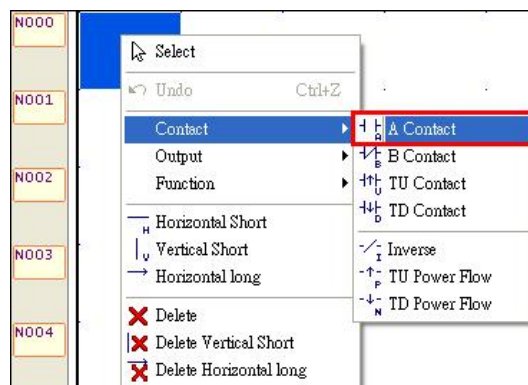 N000
N001
N002
N003
N004
Select
Undo Ctrl+Z
Contact
Output
Function
H Horizontal Short
V Vertical Short
Horizontal long
Delete
Delete Vertical Short
Delete Horizontal long
A A Contact
B B Contact
U TU Contact
D TD Contact
I Inverse
P TU Power Flow
N TD Power Flow